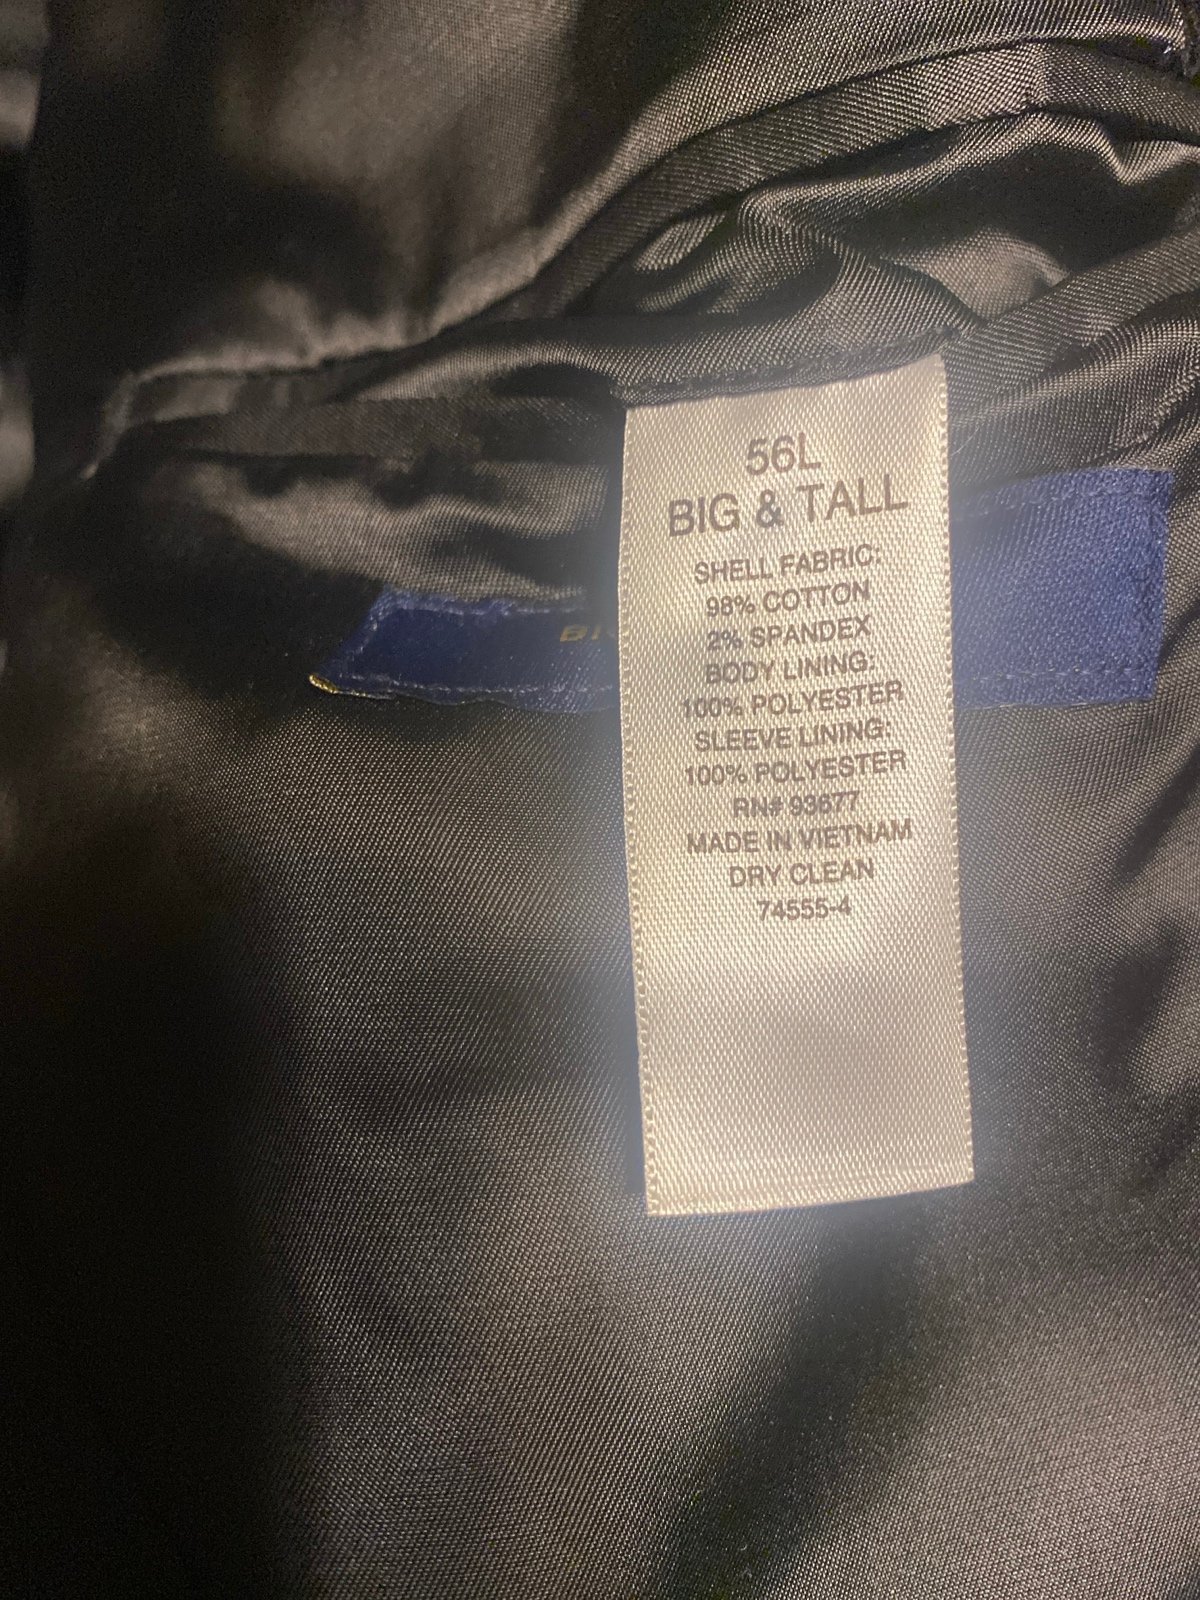 56L
BIG & TALL
SHELL FABRIC:
98% COTTON
2% SPANDEX
BODY LINING:
100% POLYESTER
SLEEVE LINING:
100% POLYESTER
RN# 93677
MADE IN VIETNAM
DRY CLEAN
74555-4